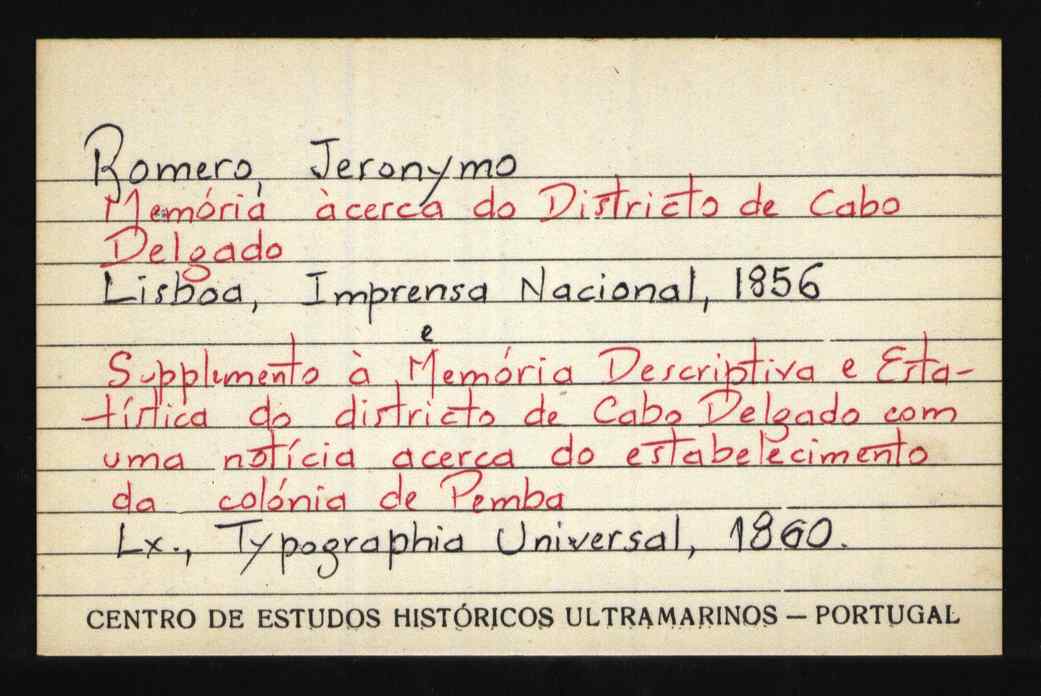 Romero, Jeronymo
Memória àcerca do Districto de Cabo
Delgado
Lisboa, Imprensa Nacional, 1856
e
Supplemento à Memória Descriptiva e Esta-
tística do districto de Cabo Delgado com
uma notícia acerca do estabelecimento
da colónia de Pemba
Lx., Typographia Universal, 1860.
CENTRO DE ESTUDOS HISTÓRICOS ULTRAMARINOS — PORTUGAL